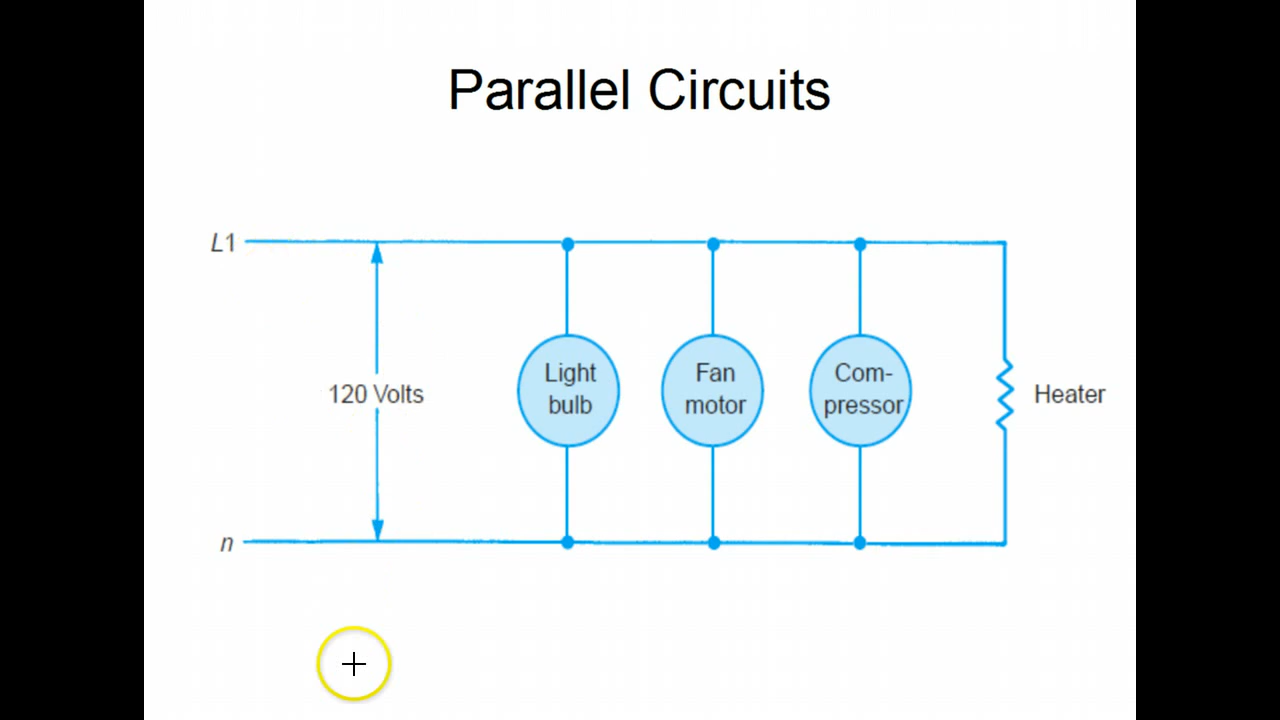 Parallel Circuits
L1
120 Volts
Light
bulb
Fan
motor
Com-
pressor
Heater
n